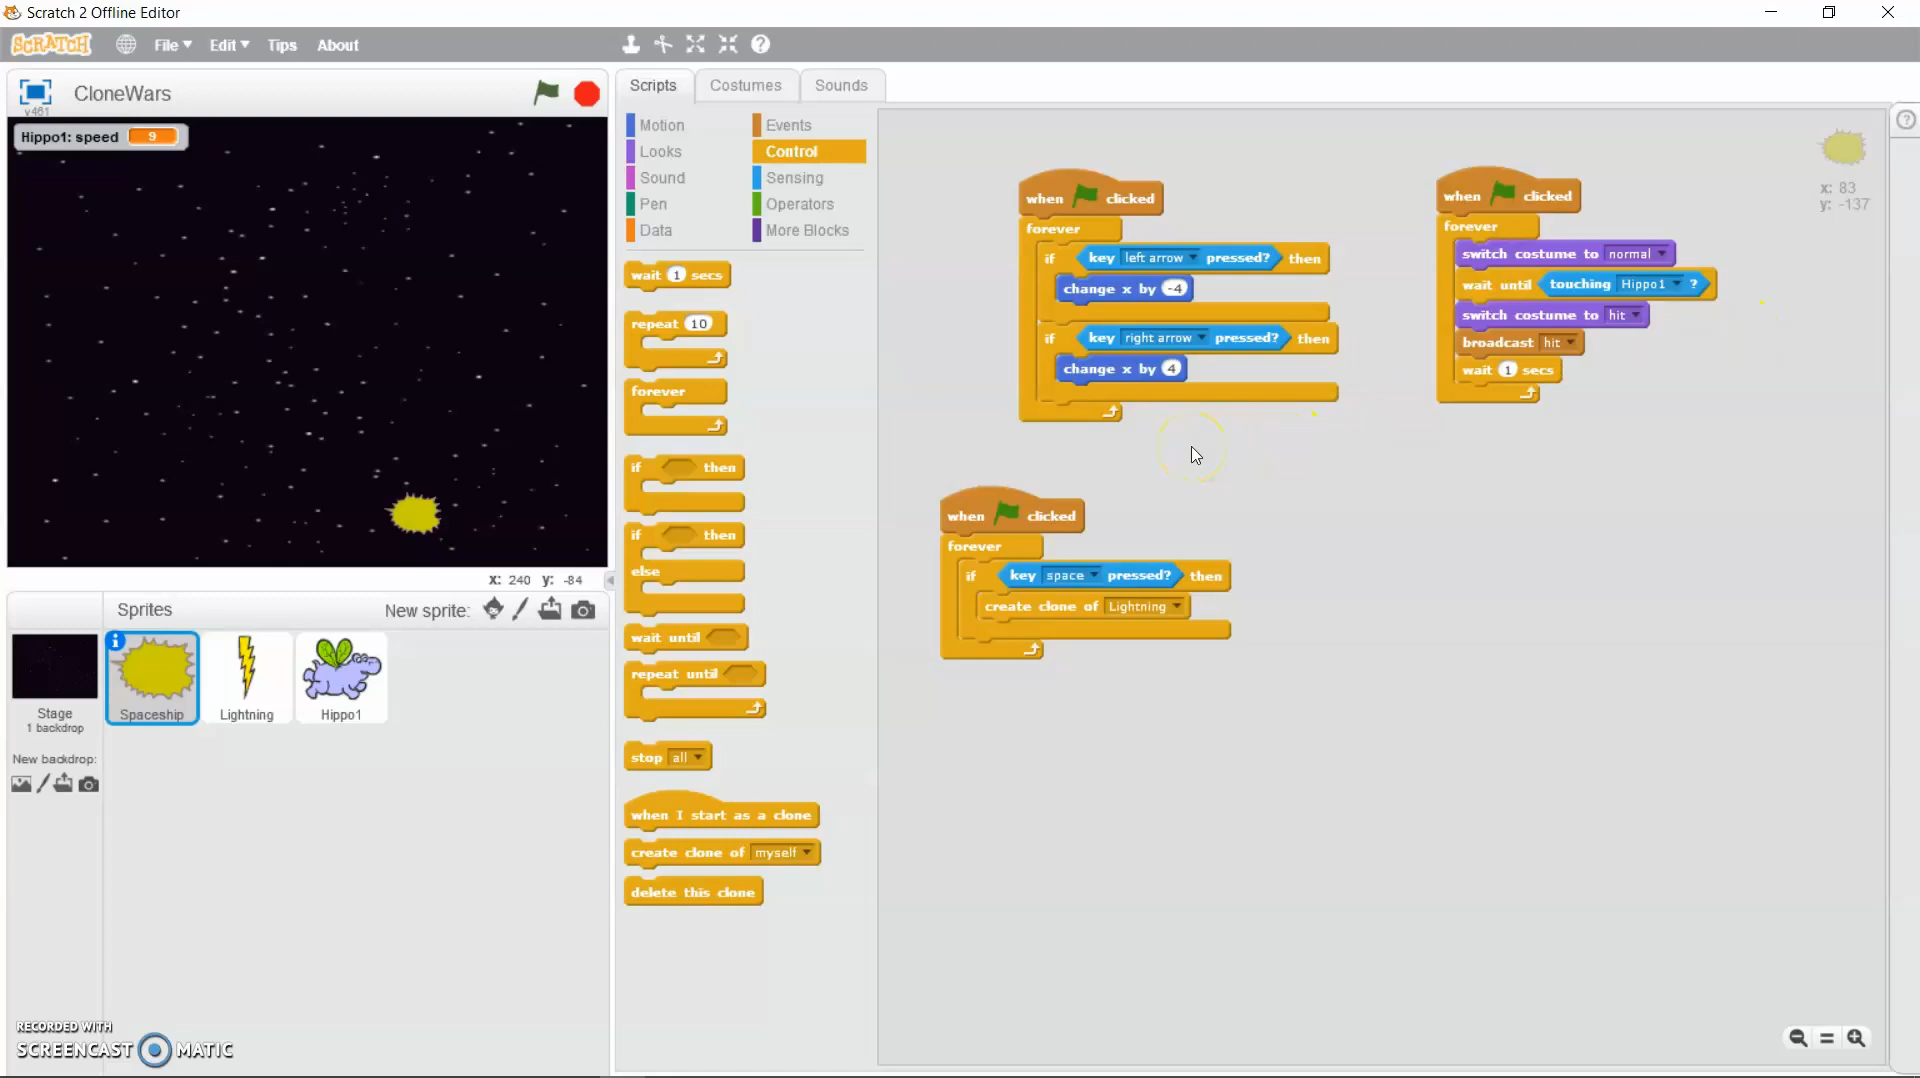 Scratch 2 Offline Editor
SCRATCH File Edit Tips About
v461
CloneWars
Hippo1: speed 9
x: 240 y: -84
Sprites New sprite:
Stage
1 backdrop
New backdrop:
Spaceship
Lightning
Hippo1
RECORDED WITH
SCREENCAST MATIC
Scripts Costumes Sounds
Motion Events
Looks Control
Sound Sensing
Pen Operators
Data More Blocks
wait 1 secs
repeat 10
forever
if then
if then
else
wait until
repeat until
stop all
when I start as a clone
create clone of myself
delete this clone
when clicked
forever
if key left arrow pressed? then
change x by -4
if key right arrow pressed? then
change x by 4
when clicked
forever
switch costume to normal
wait until touching Hippo1 ?
switch costume to hit
broadcast hit
wait 1 secs
x: 83
y: -137
when clicked
forever
if key space pressed? then
create clone of Lightning